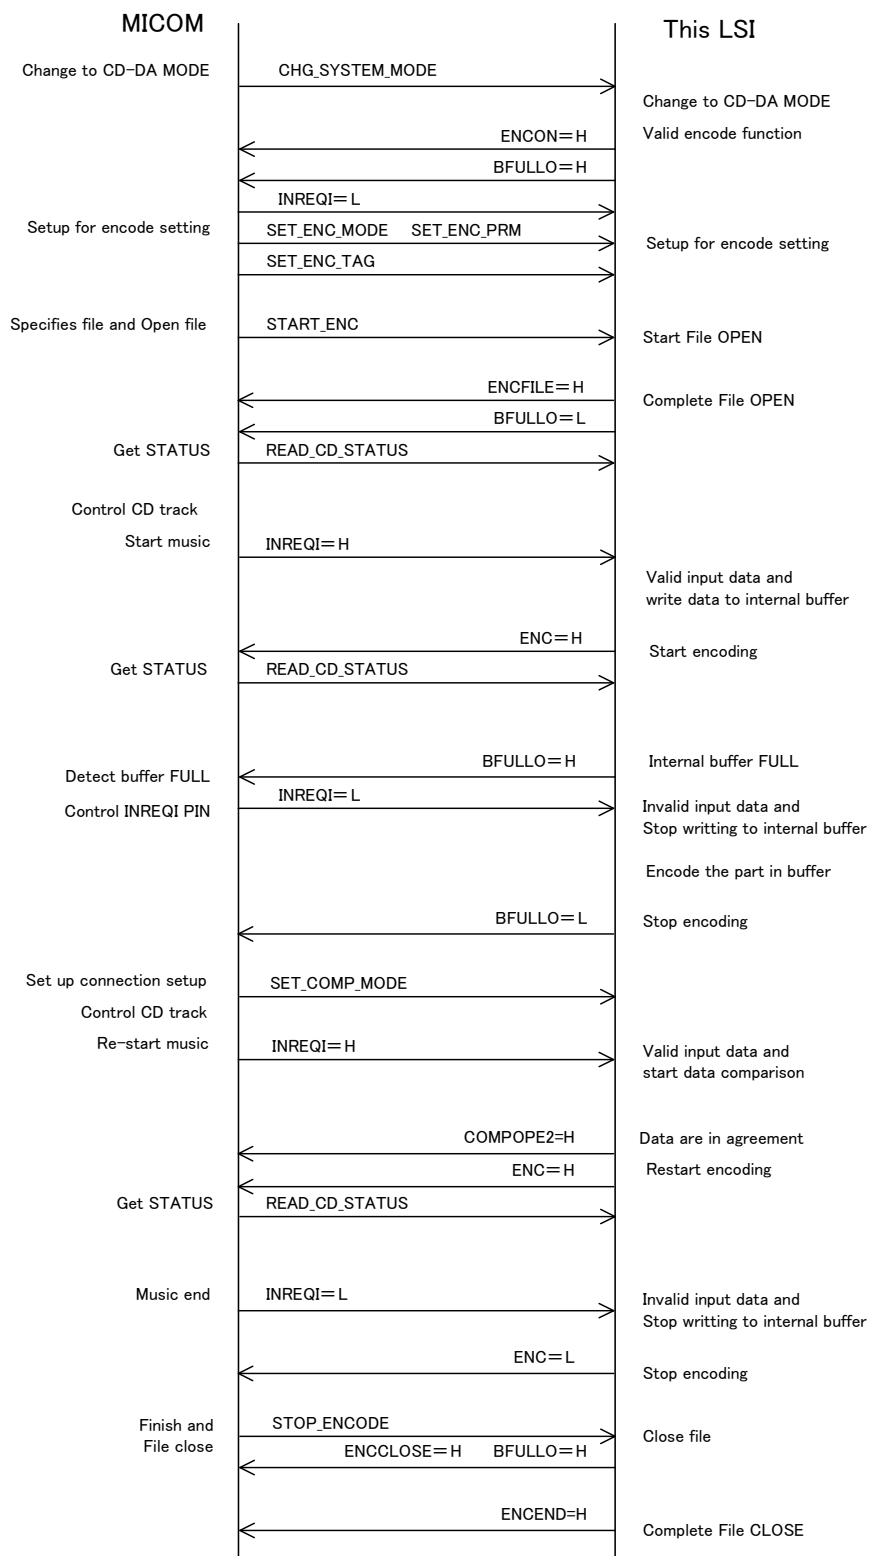 MICOM
This LSI
Change to CD-DA MODE
CHG_SYSTEM_MODE
Change to CD-DA MODE
ENCON=H
Valid encode function
BFULLO=H
INREQI=L
Setup for encode setting
SET_ENC_MODE SET_ENC_PRM
Setup for encode setting
SET_ENC_TAG
Specifies file and Open file
START_ENC
Start File OPEN
ENCFILE=H
Complete File OPEN
BFULLO=L
Get STATUS
READ_CD_STATUS
Control CD track
Start music
INREQI=H
Valid input data and
write data to internal buffer
ENC=H
Start encoding
Get STATUS
READ_CD_STATUS
BFULLO=H
Internal buffer FULL
Detect buffer FULL
INREQI=L
Control INREQI PIN
Invalid input data and
Stop writting to internal buffer
Encode the part in buffer
BFULLO=L
Stop encoding
Set up connection setup
SET_COMP_MODE
Control CD track
Re-start music
INREQI=H
Valid input data and
start data comparison
COMPOPE2=H
Data are in agreement
ENC=H
Restart encoding
Get STATUS
READ_CD_STATUS
Music end
INREQI=L
Invalid input data and
Stop writting to internal buffer
ENC=L
Stop encoding
Finish and
File close
STOP_ENCODE
Close file
ENCCLOSE=H BFULLO=H
ENCEND=H
Complete File CLOSE